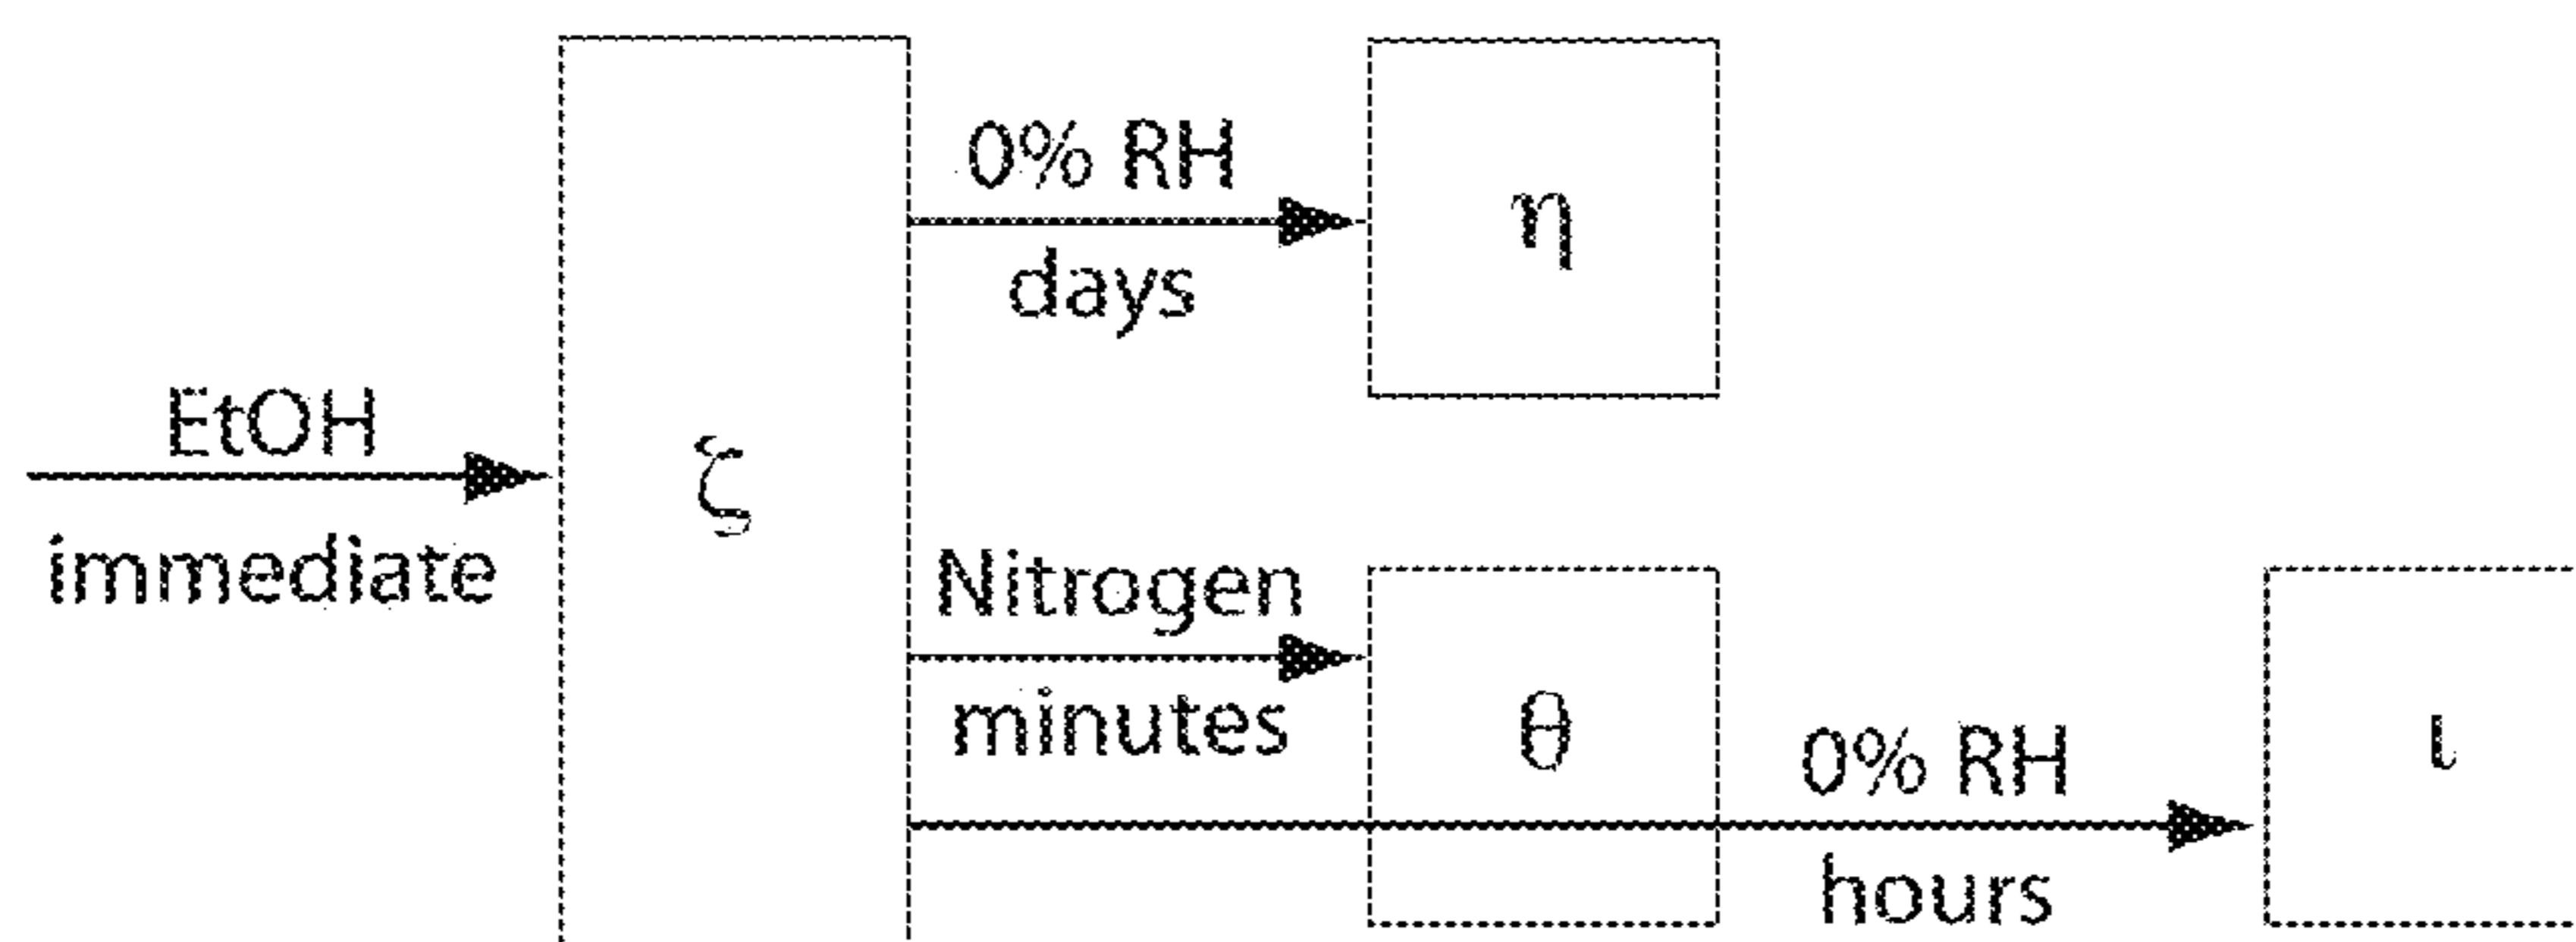 0% RH
η
days
EtOH
ζ
immediate
Nitrogen
minutes
θ
0% RH
ι
hours